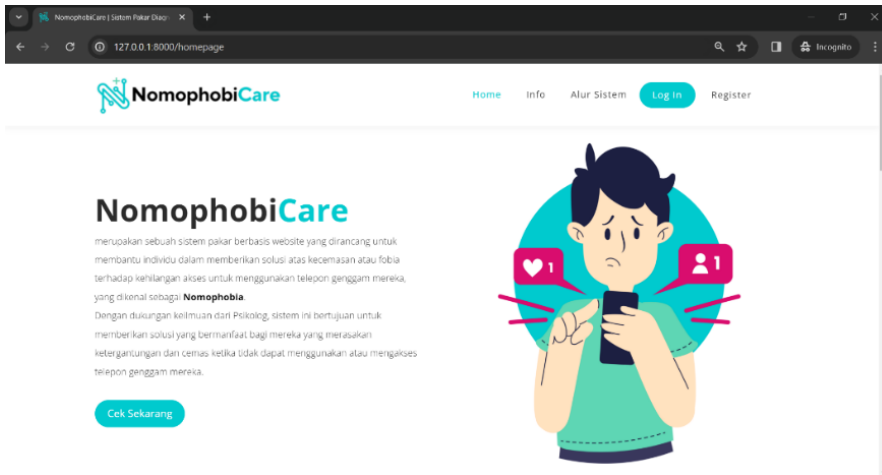 NomophobiCare | Sistem Pakar Diagn
127.0.0.1:8000/homepage
Incognito
NomophobiCare
Home Info Alur Sistem Log In Register
NomophobiCare
merupakan sebuah sistem pakar berbasis website yang dirancang untuk
membantu individu dalam memberikan solusi atas kecemasan atau fobia
terhadap kehilangan akses untuk menggunakan telepon genggam mereka,
yang dikenal sebagai Nomophobia.
Dengan dukungan keilmuan dari Psikolog, sistem ini bertujuan untuk
memberikan solusi yang bermanfaat bagi mereka yang merasakan
ketergantungan dan cemas ketika tidak dapat menggunakan atau mengakses
telepon genggam mereka.
Cek Sekarang
1
1